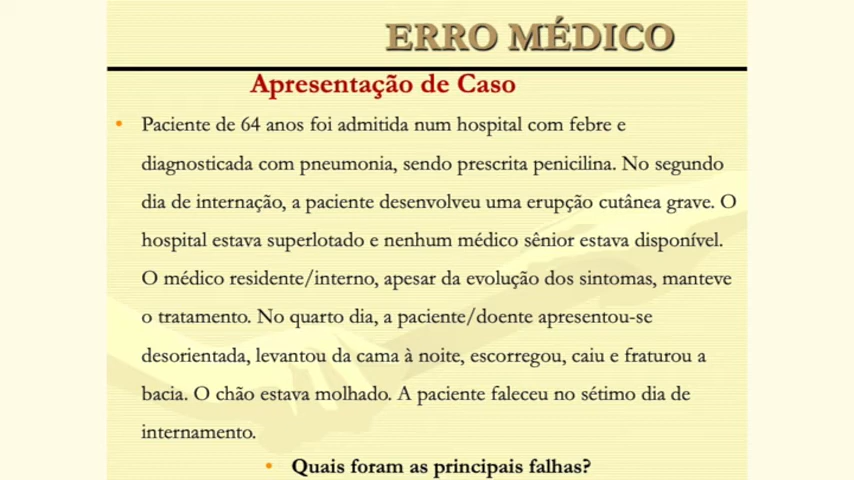 ERRO MÉDICO
Apresentação de Caso
• Paciente de 64 anos foi admitida num hospital com febre e
diagnosticada com pneumonia, sendo prescrita penicilina. No segundo
dia de internação, a paciente desenvolveu uma erupção cutânea grave. O
hospital estava superlotado e nenhum médico sênior estava disponível.
O médico residente/interno, apesar da evolução dos sintomas, manteve
o tratamento. No quarto dia, a paciente/doente apresentou-se
desorientada, levantou da cama à noite, escorregou, caiu e fraturou a
bacia. O chão estava molhado. A paciente faleceu no sétimo dia de
internamento.
• Quais foram as principais falhas?